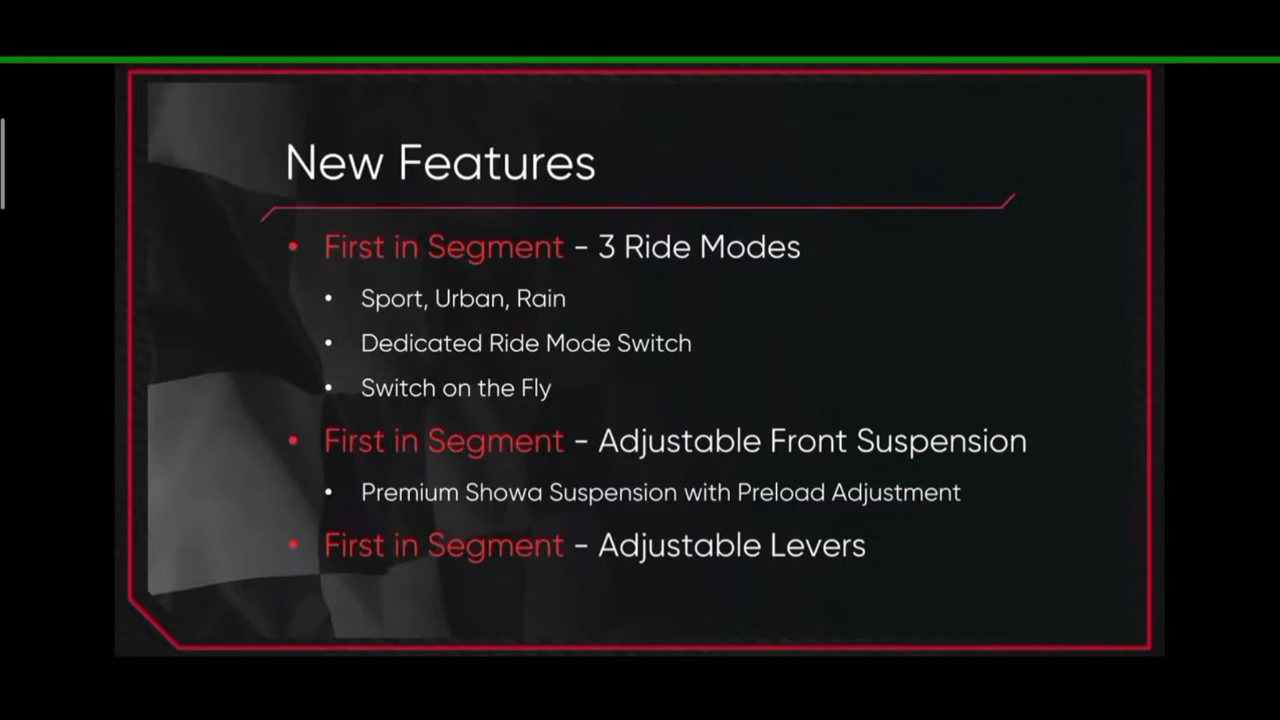 New Features
• First in Segment - 3 Ride Modes
• Sport, Urban, Rain
• Dedicated Ride Mode Switch
• Switch on the Fly
• First in Segment - Adjustable Front Suspension
• Premium Showa Suspension with Preload Adjustment
• First in Segment - Adjustable Levers